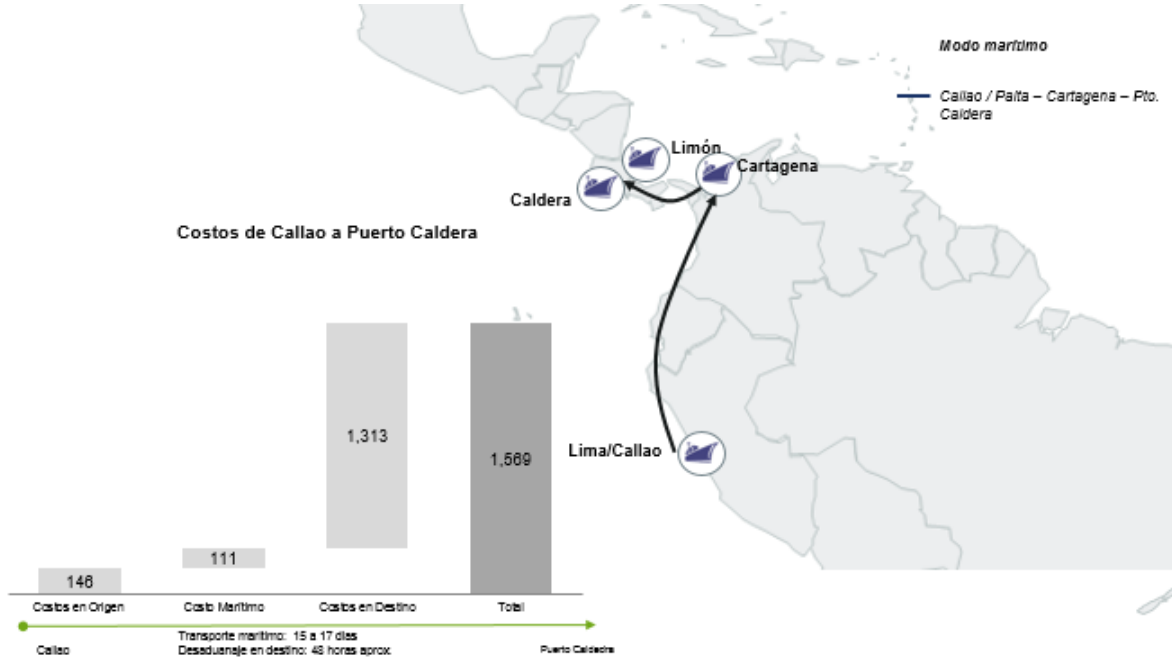 Modo marítimo
Callao / Paita – Cartagena – Pto.
Caldera
Limón
Cartagena
Caldera
Costos de Callao a Puerto Caldera
Lima/Callao
1,313
1,569
111
146
Costos en Origen
Costo Marítimo
Costos en Destino
Total
Transporte marítimo: 15 a 17 días
Callao
Desaduanaje en destino: 48 horas aprox.
Puerto Caldedra